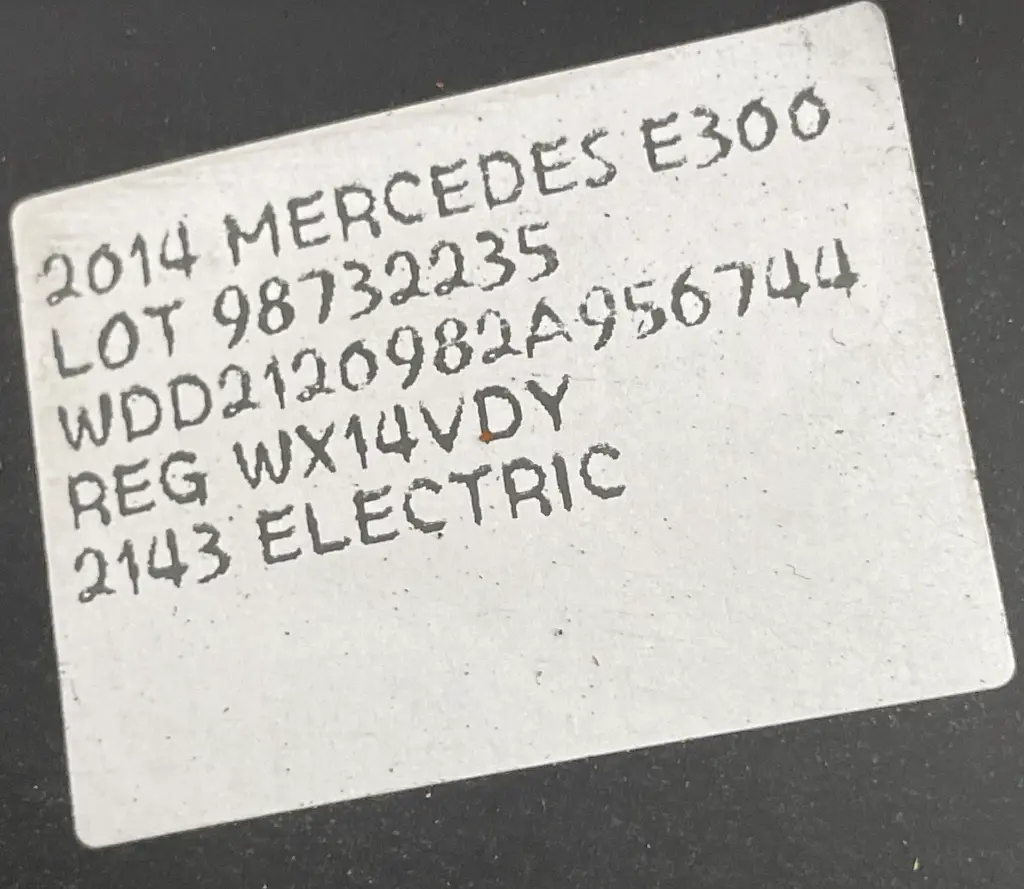 2014 MERCEDES E300
LOT 98732235
WDD2120982A956744
REG WX14VDY
2143 ELECTRIC